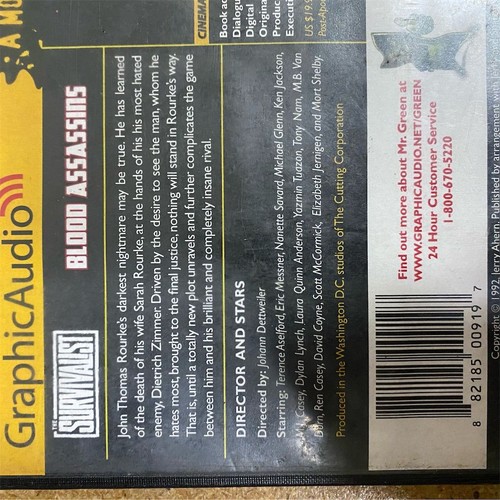 A MO
GraphicAudio
THE
SURVIVALIST
BLOOD ASSASSINS
John Thomas Rourke's darkest nightmare may be true. He has learned
of the death of his wife Sarah Rourke, at the hands of his his most hated
enemy, Dietrich Zimmer. Driven by the desire to see the man, whom he
hates most, brought to the final justice, nothing will stand in Rourke's way.
That is, until a totally new plot unravels and further complicates the game
between him and his brilliant and completely insane rival.
CINEMA
Book ad
Dialogu
Digital
Origina
Produc
Executi
US $19.9
Post-Apo
DIRECTOR AND STARS
Directed by: Johann Dettweiler
Starring: Terence Aselford, Eric Messner, Nanette Savard, Michael Glenn, Ken Jackson,
Casey, Dylan Lynch, Laura Quinn Anderson, Yazmin Tuazon, Tony Nam, M.B. Van
Dorn, Ren Casey, David Coyne, Scott McCormick, Elizabeth Jernigen, and Mort Shelby,
Produced in the Washington D.C. studios of The Cutting Corporation
Find out more about Mr. Green at
WWW.GRAPHICAUDIO.NET/GREEN
24 Hour Customer Service
1-800-670-5220
8 82185 00919 7
Copyright © 1992 Jerry Ahern. Published by arrangement with